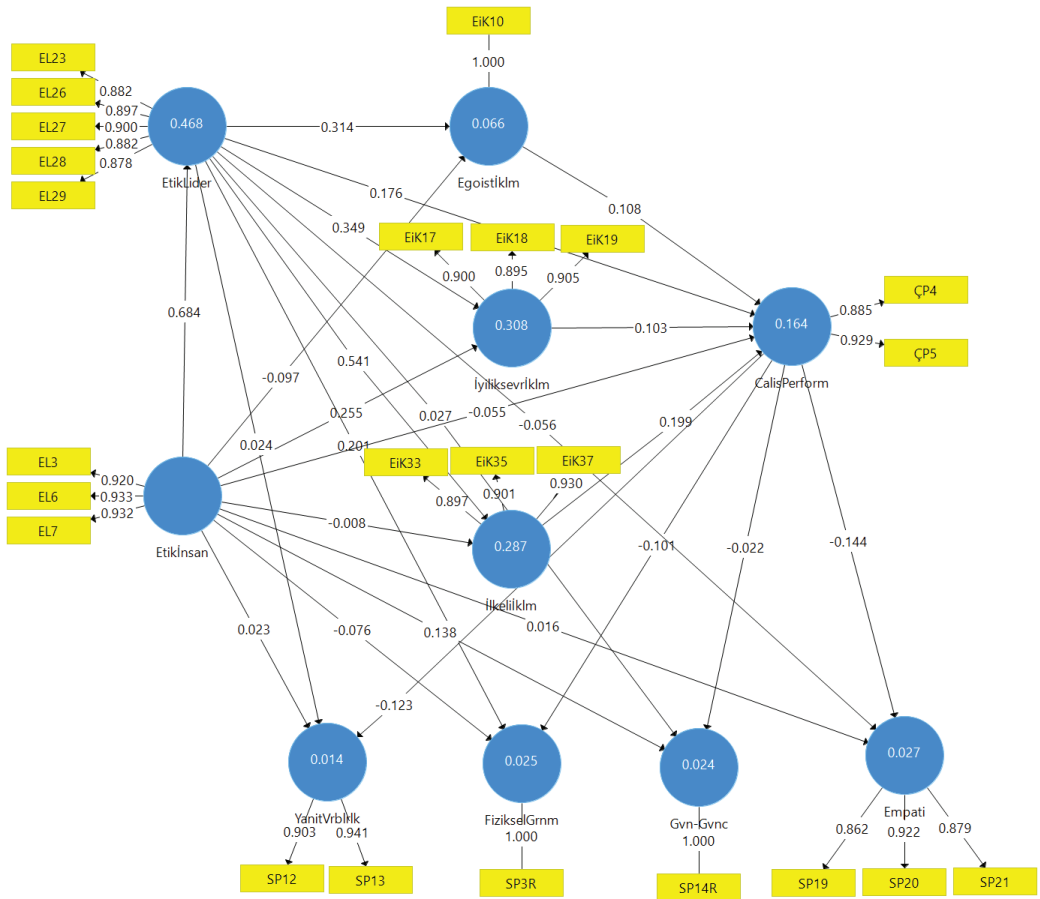 EiK10
EL23
1.000
EL26
0.882
0.897
EL27
0.468
0.900
0.314
0.066
EL28
0.882
0.878
EL29
EtikLider
Egoistİklm
0.176
0.108
0.349
EiK17
EiK18
EiK19
0.900
0.895
0.905
ÇP4
0.684
0.885
0.308
0.103
0.164
0.929
ÇP5
0.541
-0.097
İyiliksevrİklm
CalisPerform
0.255
0.027
-0.055
-0.056
0.199
0.024
0.201
EL3
EiK33
EiK35
EiK37
0.920
EL6
0.933
0.897
0.901
0.930
0.932
EL7
-0.008
Etikİnsan
0.287
-0.101
-0.022
-0.144
İlkeliİklm
0.023
-0.076
0.138
0.016
-0.123
0.014
0.025
0.024
0.027
YanitVrbİrlk
FizikselGrnm
Gvn-Gvnc
Empati
0.903
0.941
1.000
1.000
0.862
0.922
0.879
SP12
SP13
SP3R
SP14R
SP19
SP20
SP21